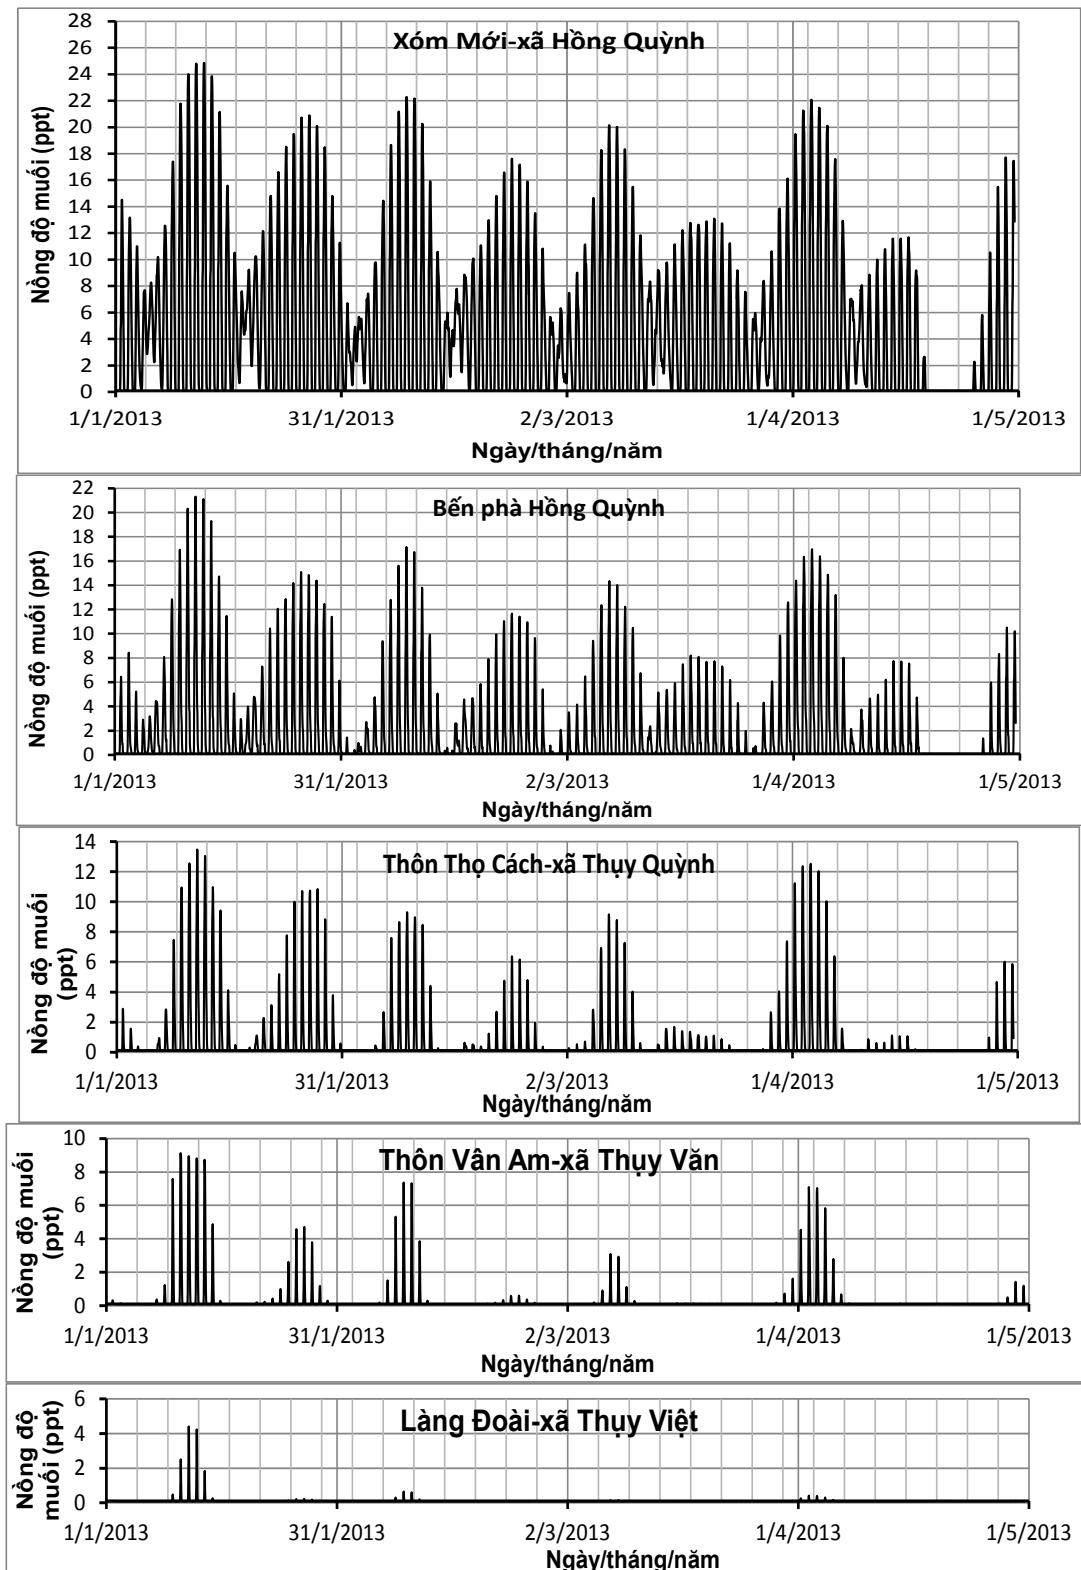 Xóm Mới-xã Hồng Quỳnh
Nồng độ muối (ppt)
28
26
24
22
20
18
16
14
12
10
8
6
4
2
0
1/1/2013 31/1/2013 2/3/2013 1/4/2013 1/5/2013
Ngày/tháng/năm
Bến phà Hồng Quỳnh
Nồng độ muối (ppt)
22
20
18
16
14
12
10
8
6
4
2
0
1/1/2013 31/1/2013 2/3/2013 1/4/2013 1/5/2013
Ngày/tháng/năm
Thôn Thọ Cách-xã Thụy Quỳnh
Nồng độ muối
(ppt)
14
12
10
8
6
4
2
0
1/1/2013 31/1/2013 2/3/2013 1/4/2013 1/5/2013
Ngày/tháng/năm
Thôn Vân Am-xã Thụy Văn
Nồng độ muối
(ppt)
10
8
6
4
2
0
1/1/2013 31/1/2013 2/3/2013 1/4/2013 1/5/2013
Ngày/tháng/năm
Làng Đoài-xã Thụy Việt
Nồng độ
muối (ppt)
6
4
2
0
1/1/2013 31/1/2013 2/3/2013 1/4/2013 1/5/2013
Ngày/tháng/năm